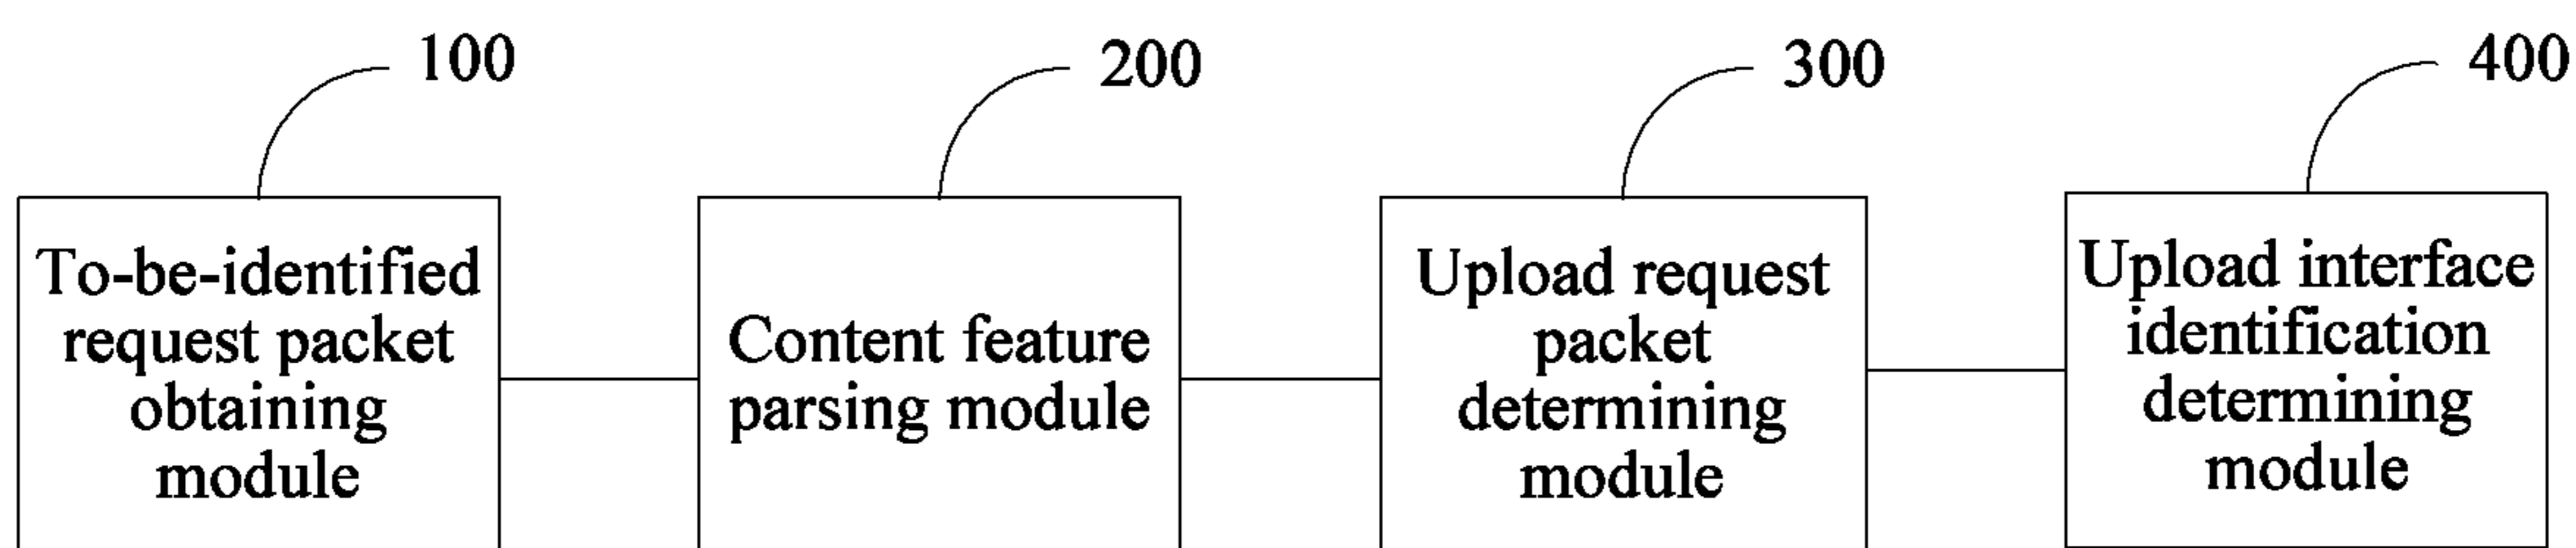 100
200
300
400
To-be-identified
request packet
obtaining
module
Content feature
parsing module
Upload request
packet
determining
module
Upload interface
identification
determining
module